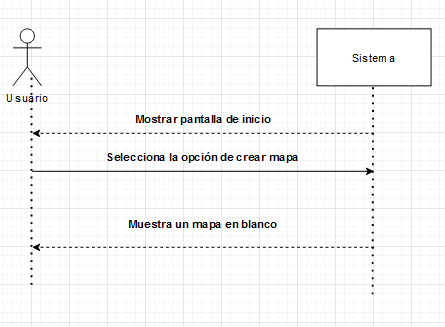 Sistema
Usuario
Mostrar pantalla de inicio
Selecciona la opción de crear mapa
Muestra un mapa en blanco